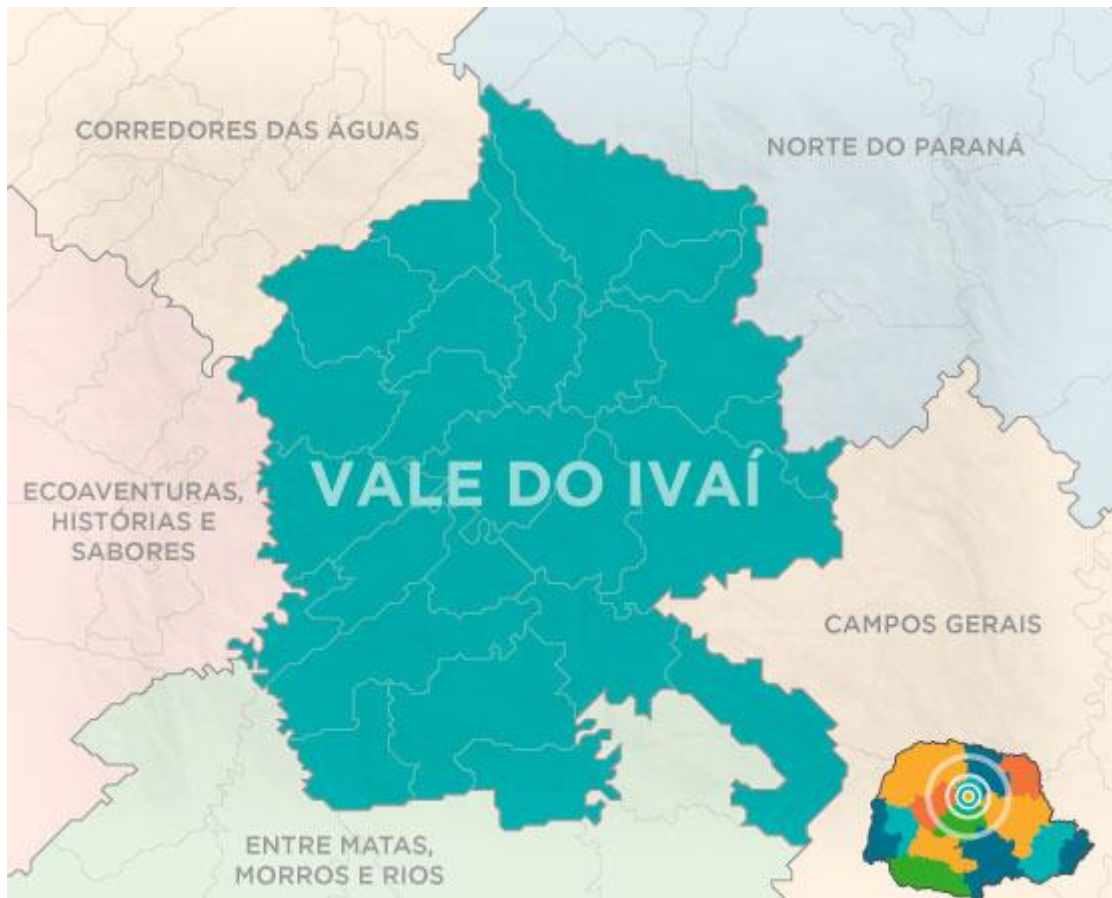 CORREDORES DAS ÁGUAS
NORTE DO PARANÁ
VALE DO IVAÍ
ECOAVENTURAS,
HISTÓRIAS E
SABORES
CAMPOS GERAIS
ENTRE MATAS,
MORROS E RIOS